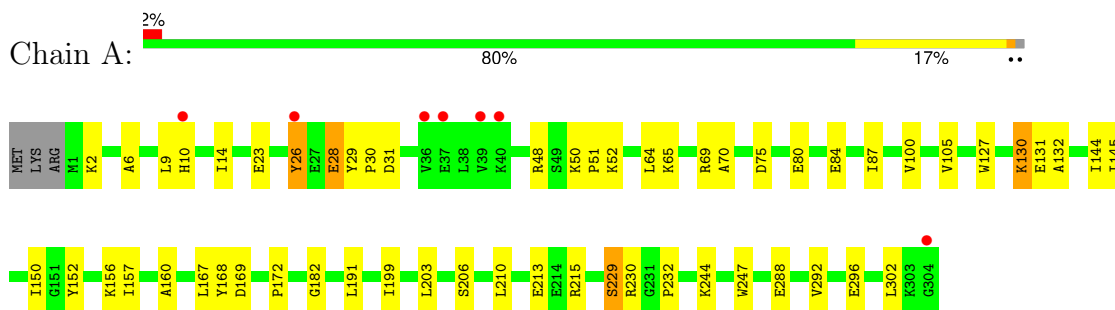 2%
Chain A:
80% 17% ••
MET LYS ARG M1 K2 A6 L9 H10 I14 E23 Y26 E27 E28 Y29 P30 D31 V36 E37 L38 V39 K40 R48 S49 K50 P51 K52 L64 K65 R69 A70 D75 E80 E84 I87 V100 V105 W127 K130 E131 A132 I144
I150 G151 Y152 K156 I157 A160 L167 Y168 D169 P172 G182 L191 I199 L203 S206 L210 E213 E214 R215 S229 R230 G231 P232 K244 W247 E288 V292 E296 L302 K303 G304